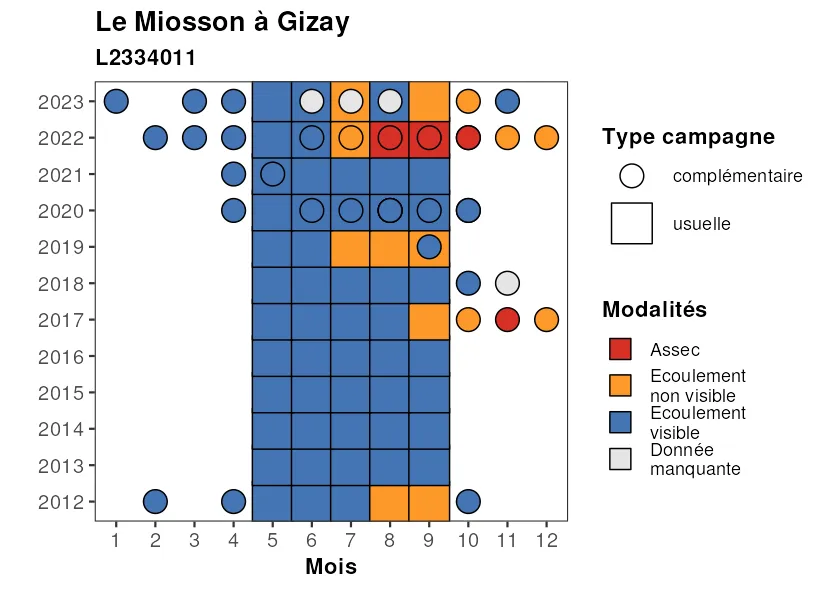 Le Miosson à Gizay
L2334011
2023
2022
2021
2020
2019
2018
2017
2016
2015
2014
2013
2012
1 2 3 4 5 6 7 8 9 10 11 12
Mois
Type campagne
complémentaire
usuelle
Modalités
Assec
Ecoulement
non visible
Ecoulement
visible
Donnée
manquante